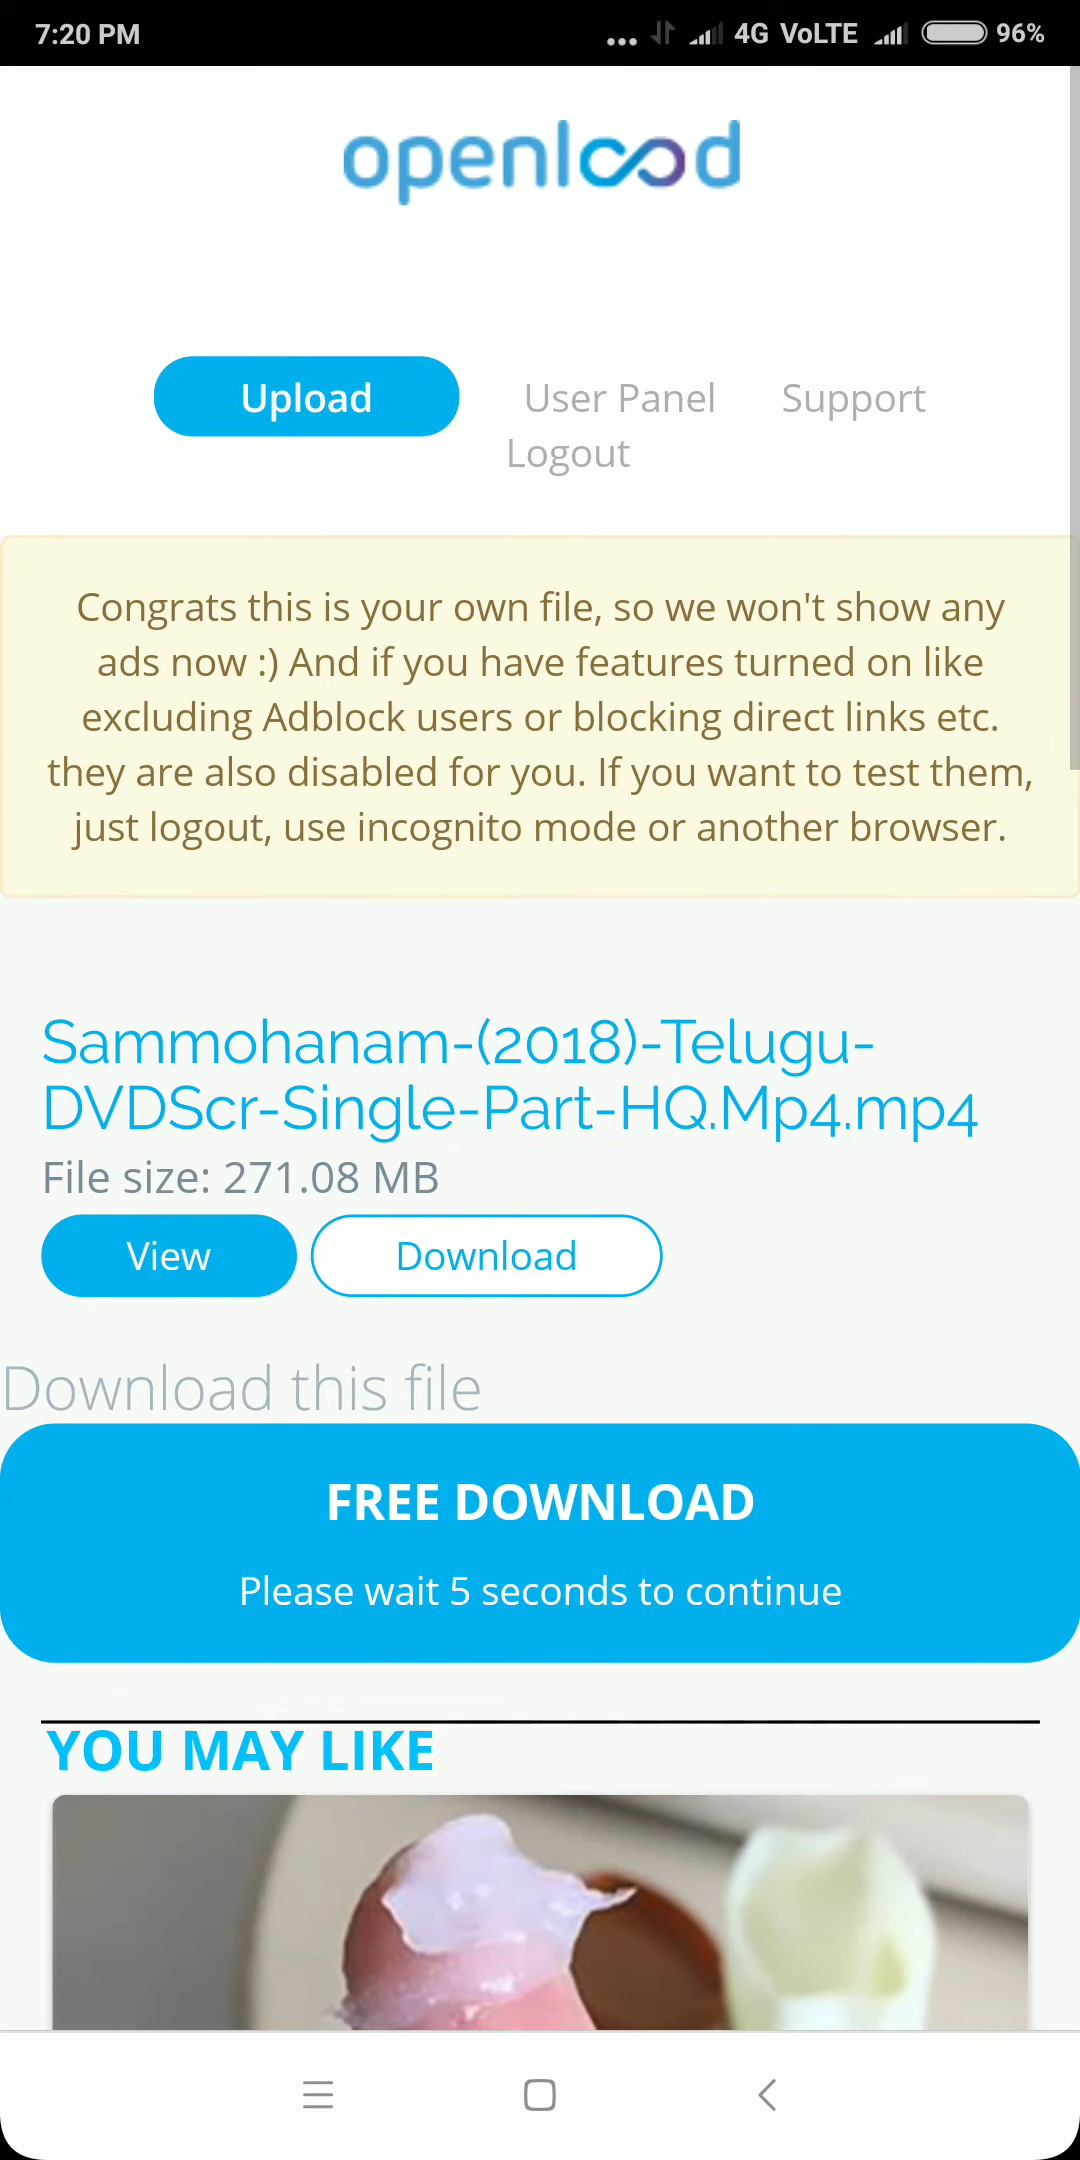 7:20 PM
... 4G VoLTE 96%
openload
Upload
User Panel
Support
Logout
Congrats this is your own file, so we won't show any
ads now :) And if you have features turned on like
excluding Adblock users or blocking direct links etc.
they are also disabled for you. If you want to test them,
just logout, use incognito mode or another browser.
Sammohanam-(2018)-Telugu-
DVDScr-Single-Part-HQ.Mp4.mp4
File size: 271.08 MB
View
Download
Download this file
FREE DOWNLOAD
Please wait 5 seconds to continue
YOU MAY LIKE